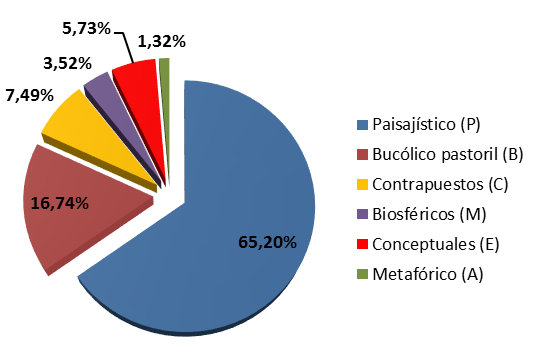 5,73%
1,32%
3,52%
7,49%
16,74%
65,20%
Paisajístico (P)
Bucólico pastoril (B)
Contrapuestos (C)
Biosféricos (M)
Conceptuales (E)
Metafórico (A)